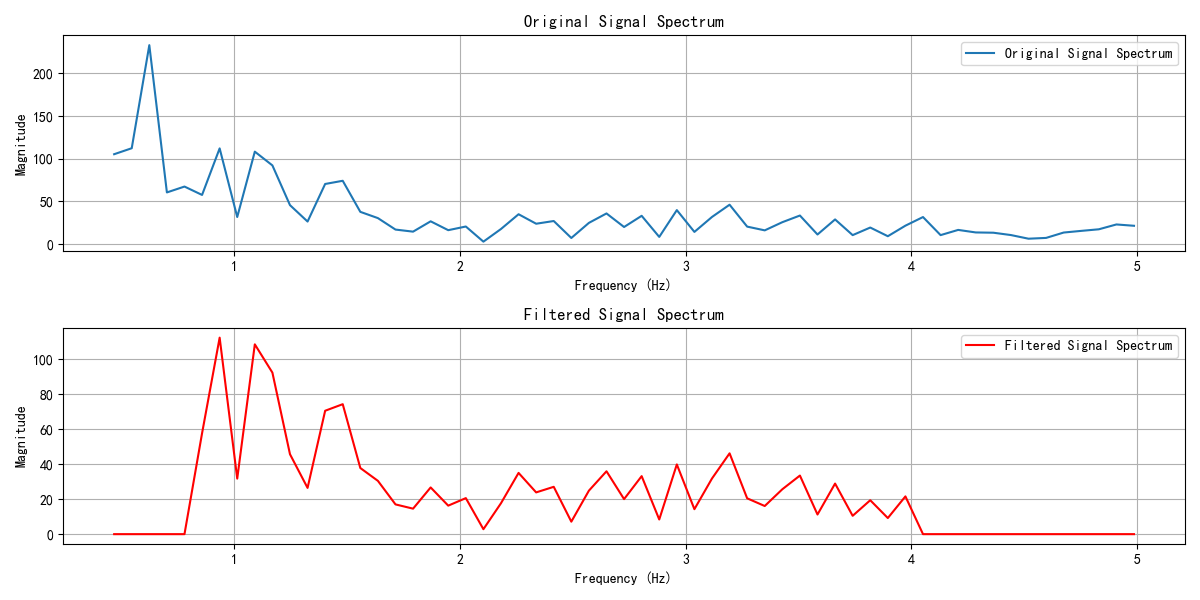 Original Signal Spectrum
Original Signal Spectrum
200
150
100
50
0
Magnitude
1 2 3 4 5
Frequency (Hz)
Filtered Signal Spectrum
Filtered Signal Spectrum
100
80
60
40
20
0
Magnitude
1 2 3 4 5
Frequency (Hz)